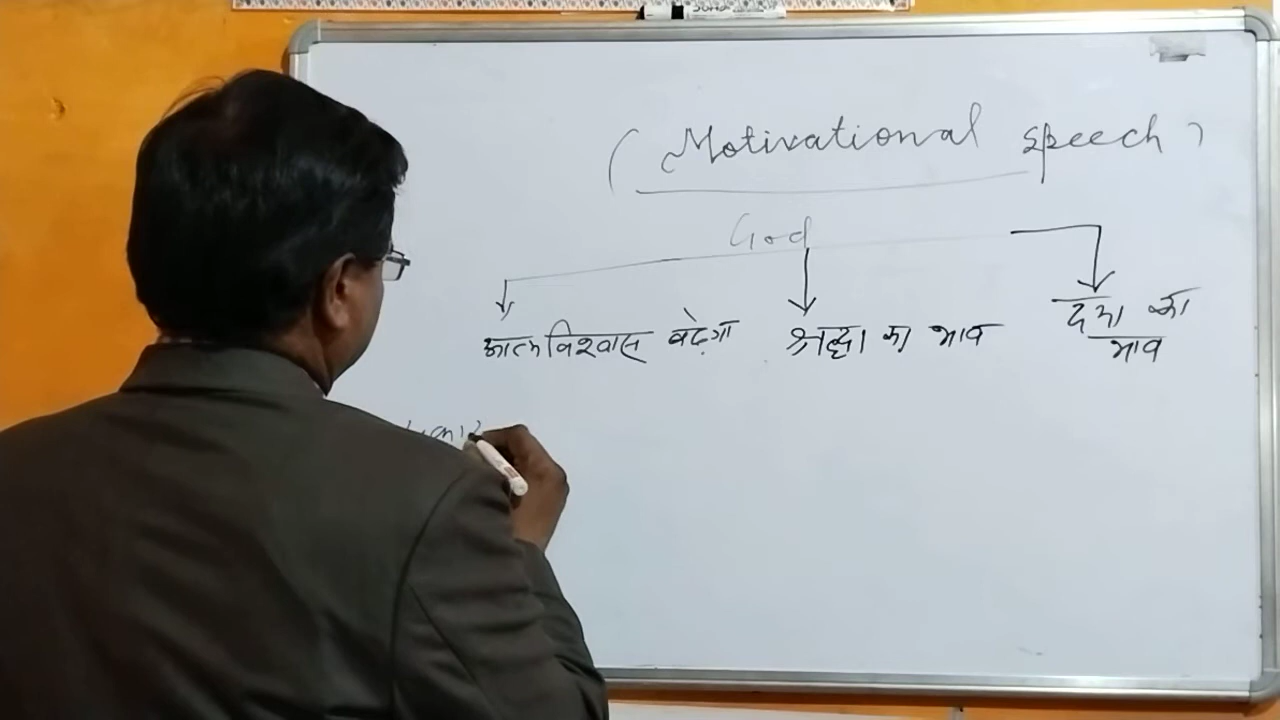 ( Motivational speech )
God
आत्मविश्वास बढ़ेगा श्रद्धा का भाव दया का
भाव